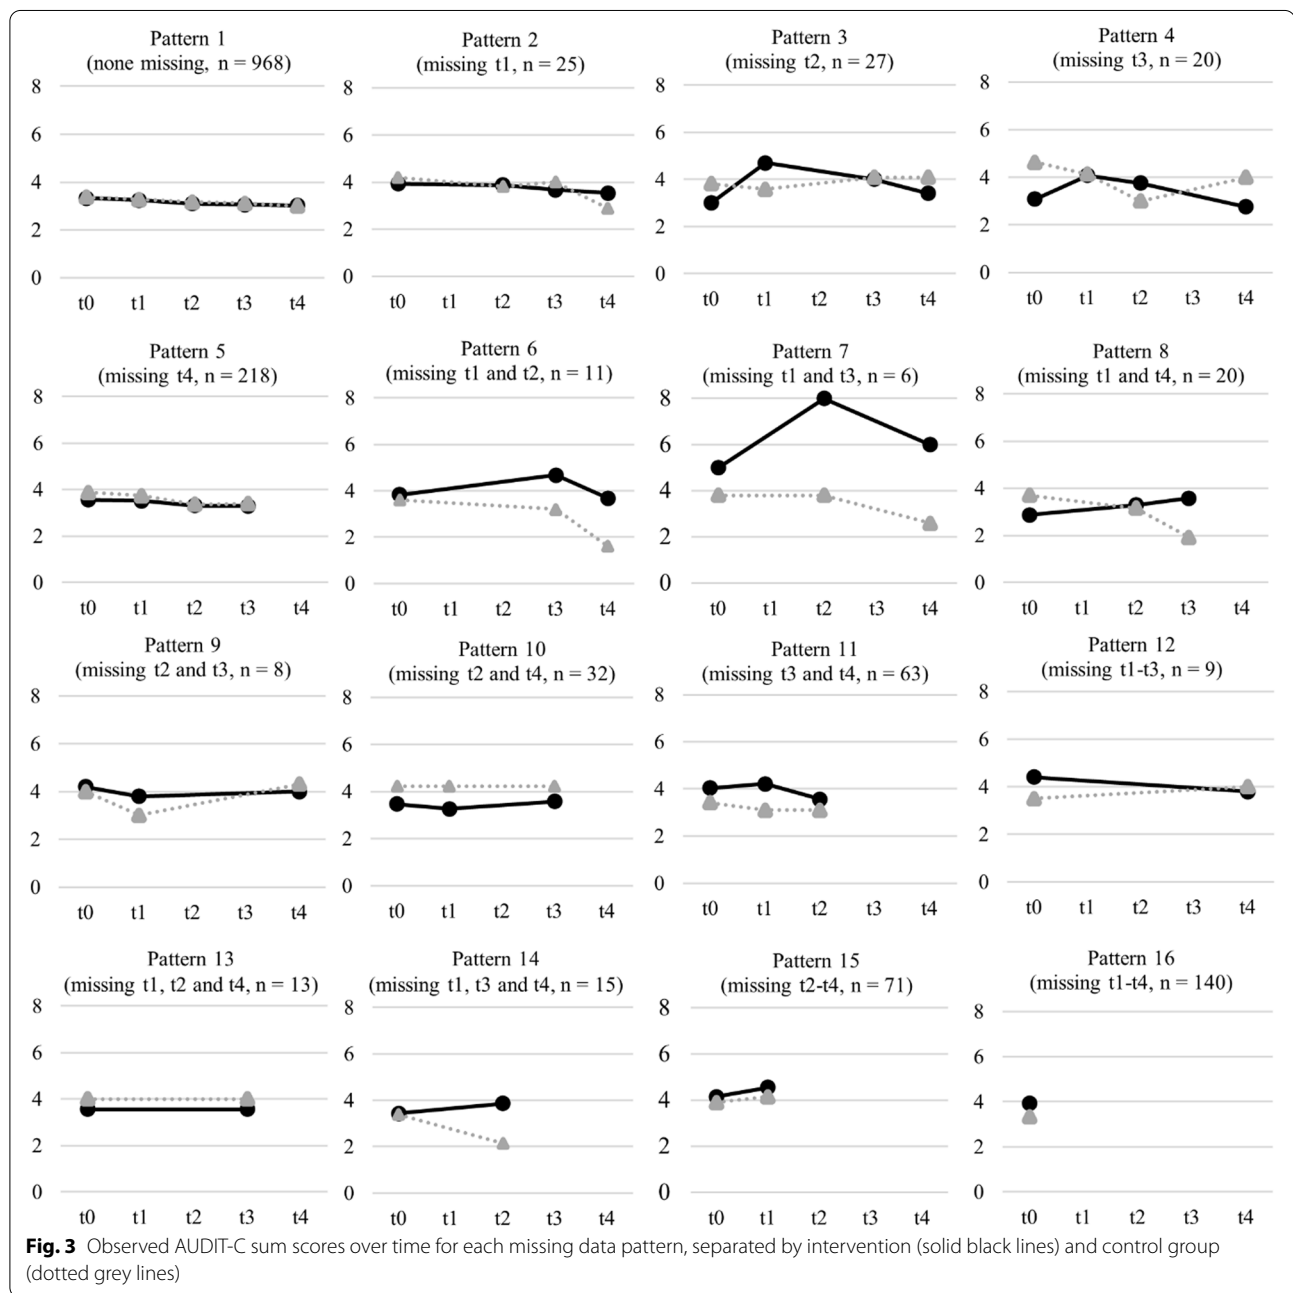 Pattern 1
(none missing, n = 968)
8
6
4
2
0
t0 t1 t2 t3 t4
Pattern 2
(missing t1, n = 25)
8
6
4
2
0
t0 t1 t2 t3 t4
Pattern 3
(missing t2, n = 27)
8
6
4
2
0
t0 t1 t2 t3 t4
Pattern 4
(missing t3, n = 20)
8
6
4
2
0
t0 t1 t2 t3 t4
Pattern 5
(missing t4, n = 218)
8
6
4
2
0
t0 t1 t2 t3 t4
Pattern 6
(missing t1 and t2, n = 11)
8
6
4
2
0
t0 t1 t2 t3 t4
Pattern 7
(missing t1 and t3, n = 6)
8
6
4
2
0
t0 t1 t2 t3 t4
Pattern 8
(missing t1 and t4, n = 20)
8
6
4
2
0
t0 t1 t2 t3 t4
Pattern 9
(missing t2 and t3, n = 8)
8
6
4
2
0
t0 t1 t2 t3 t4
Pattern 10
(missing t2 and t4, n = 32)
8
6
4
2
0
t0 t1 t2 t3 t4
Pattern 11
(missing t3 and t4, n = 63)
8
6
4
2
0
t0 t1 t2 t3 t4
Pattern 12
(missing t1-t3, n = 9)
8
6
4
2
0
t0 t1 t2 t3 t4
Pattern 13
(missing t1, t2 and t4, n = 13)
8
6
4
2
0
t0 t1 t2 t3 t4
Pattern 14
(missing t1, t3 and t4, n = 15)
8
6
4
2
0
t0 t1 t2 t3 t4
Pattern 15
(missing t2-t4, n = 71)
8
6
4
2
0
t0 t1 t2 t3 t4
Pattern 16
(missing t1-t4, n = 140)
8
6
4
2
0
t0 t1 t2 t3 t4
Fig. 3 Observed AUDIT-C sum scores over time for each missing data pattern, separated by intervention (solid black lines) and control group
(dotted grey lines)